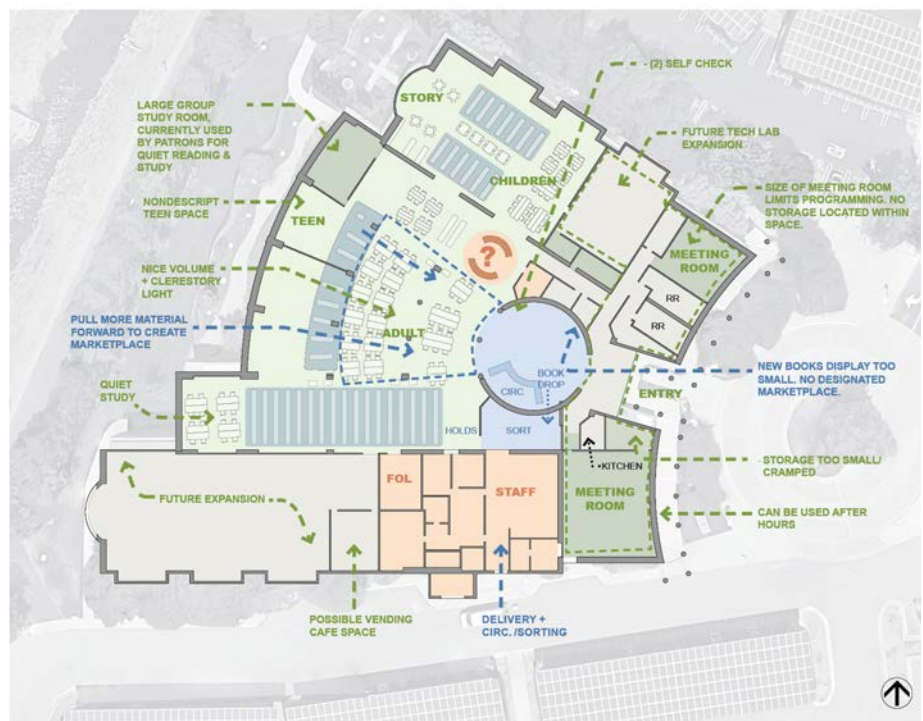 - (2) SELF CHECK
STORY
LARGE GROUP
STUDY ROOM,
CURRENTLY USED
BY PATRONS FOR
QUIET READING &
STUDY
FUTURE TECH LAB
EXPANSION
CHILDREN
SIZE OF MEETING ROOM
LIMITS PROGRAMMING. NO
STORAGE LOCATED WITHIN
SPACE.
NONDESCRIPT
TEEN SPACE
TEEN
?
MEETING
ROOM
NICE VOLUME
+ CLERESTORY
LIGHT
RR
RR
PULL MORE MATERIAL
FORWARD TO CREATE
MARKETPLACE
ADULT
BOOK
DROP
CIRC.
NEW BOOKS DISPLAY TOO
SMALL. NO DESIGNATED
MARKETPLACE.
QUIET
STUDY
ENTRY
HOLDS
SORT
KITCHEN
STORAGE TOO SMALL/
CRAMPED
FOL
STAFF
MEETING
ROOM
FUTURE EXPANSION
CAN BE USED AFTER
HOURS
POSSIBLE VENDING
CAFE SPACE
DELIVERY +
CIRC. /SORTING